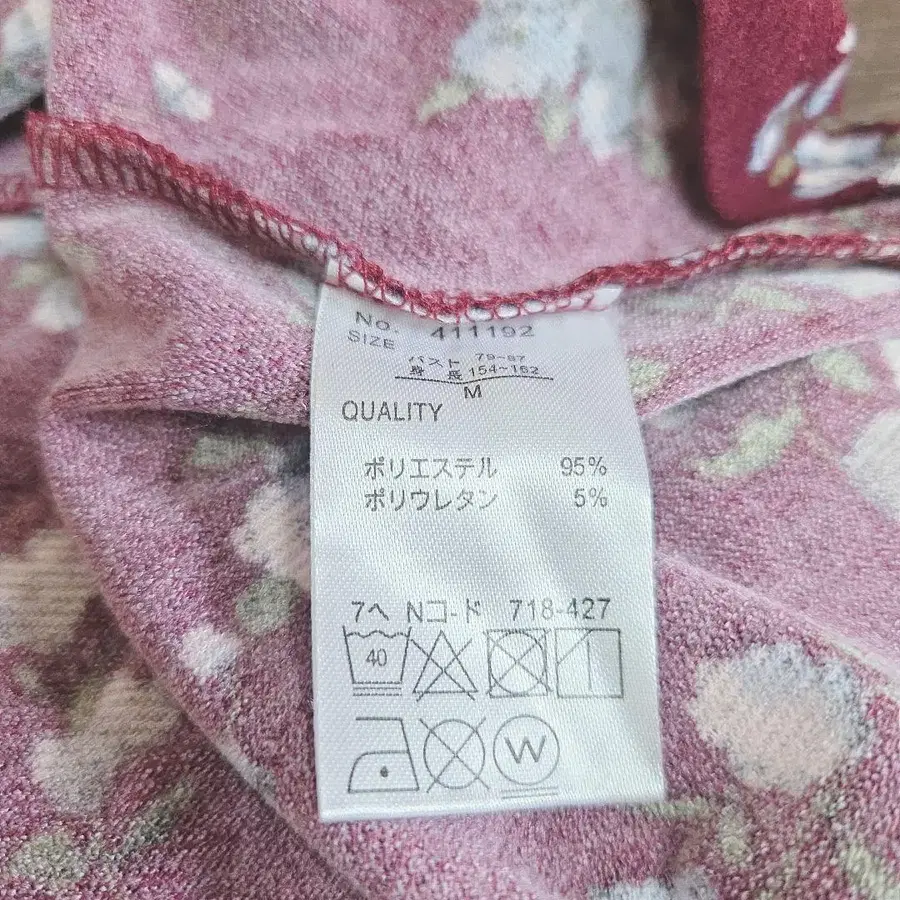 No. 411192
SIZE
バスト 79~87
身長 154~162
M
QUALITY
ポリエステル 95%
ポリウレタン 5%
7ヘ Nコード 718-427
40
W